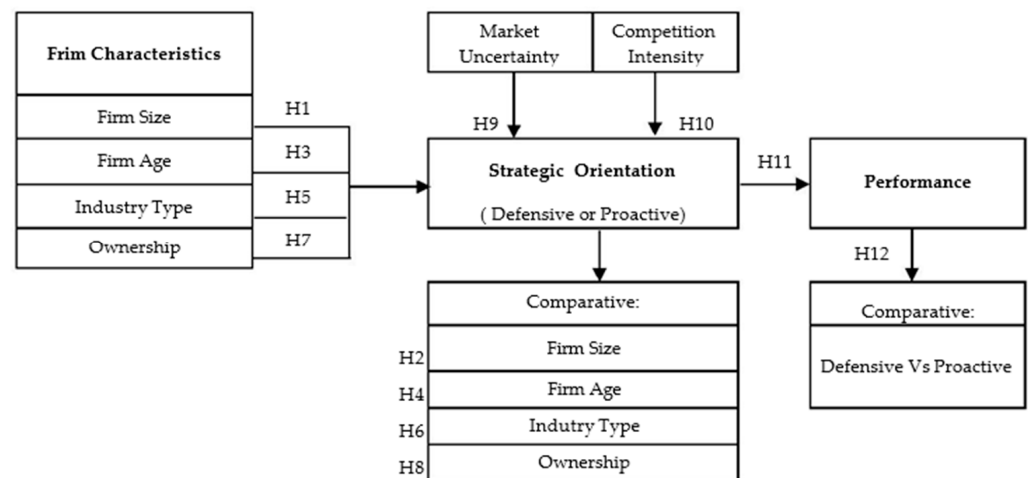 Frim Characteristics
Firm Size
Firm Age
Industry Type
Ownership
H1
H3
H5
H7
Market
Uncertainty
Competition
Intensity
H9
H10
Strategic Orientation
( Defensive or Proactive)
H11
Performance
H12
Comparative:
Firm Size
Firm Age
Indutry Type
Ownership
H2
H4
H6
H8
Comparative:
Defensive Vs Proactive